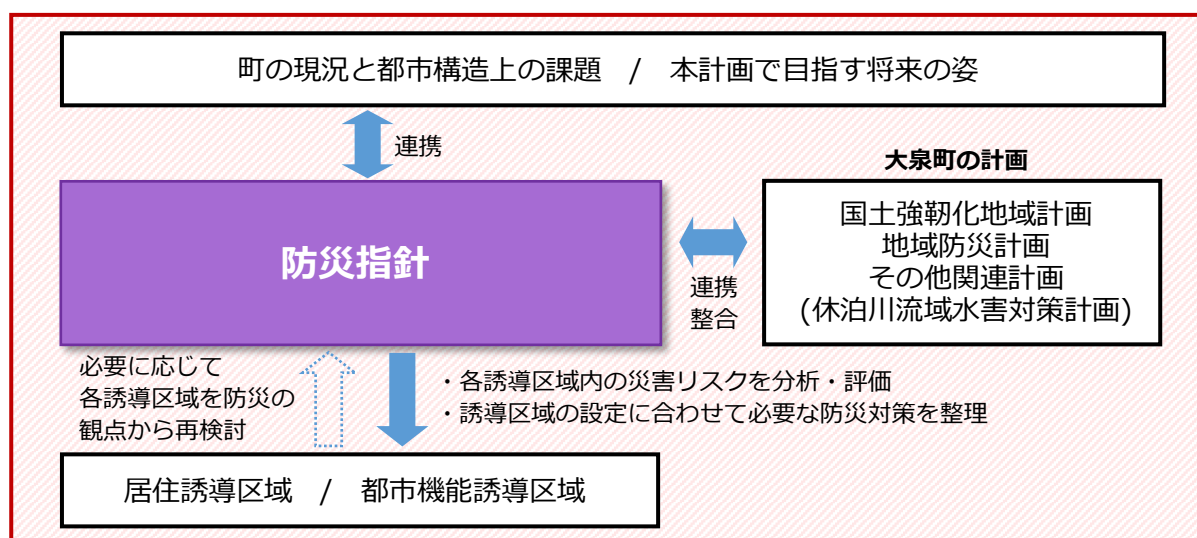 町の現況と都市構造上の課題　/　本計画で目指す将来の姿
連携
大泉町の計画
防災指針
連携
整合
国土強靭化地域計画
地域防災計画
その他関連計画
(休泊川流域水害対策計画)
必要に応じて
各誘導区域を防災の
観点から再検討
・各誘導区域内の災害リスクを分析・評価
・誘導区域の設定に合わせて必要な防災対策を整理
居住誘導区域　/　都市機能誘導区域